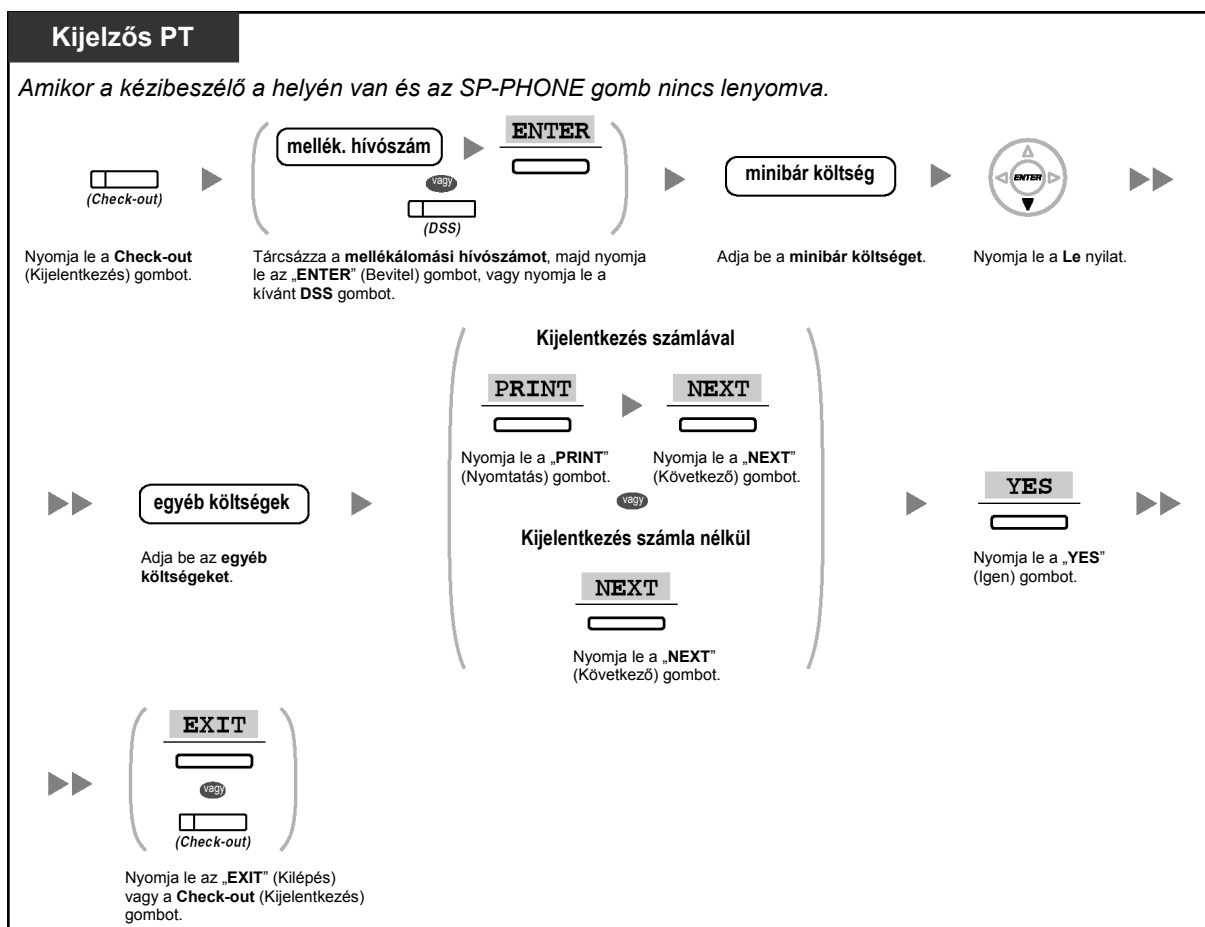 Kijelzős PT
Amikor a kézibeszélő a helyén van és az SP-PHONE gomb nincs lenyomva.
(Check-out)
Nyomja le a Check-out
(Kijelentkezés) gombot.
mellék. hívószám
ENTER
vagy
(DSS)
Tárcsázza a mellékálomási hívószámot, majd nyomja
le az „ENTER” (Bevitel) gombot, vagy nyomja le a
kívánt DSS gombot.
minibár költség
Adja be a minibár költséget.
ENTER
Nyomja le a Le nyilat.
egyéb költségek
Adja be az egyéb
költségeket.
Kijelentkezés számlával
PRINT
Nyomja le a „PRINT”
(Nyomtatás) gombot.
NEXT
Nyomja le a „NEXT”
(Következő) gombot.
vagy
Kijelentkezés számla nélkül
NEXT
Nyomja le a „NEXT”
(Következő) gombot.
YES
Nyomja le a „YES”
(Igen) gombot.
EXIT
vagy
(Check-out)
Nyomja le az „EXIT” (Kilépés)
vagy a Check-out (Kijelentkezés)
gombot.